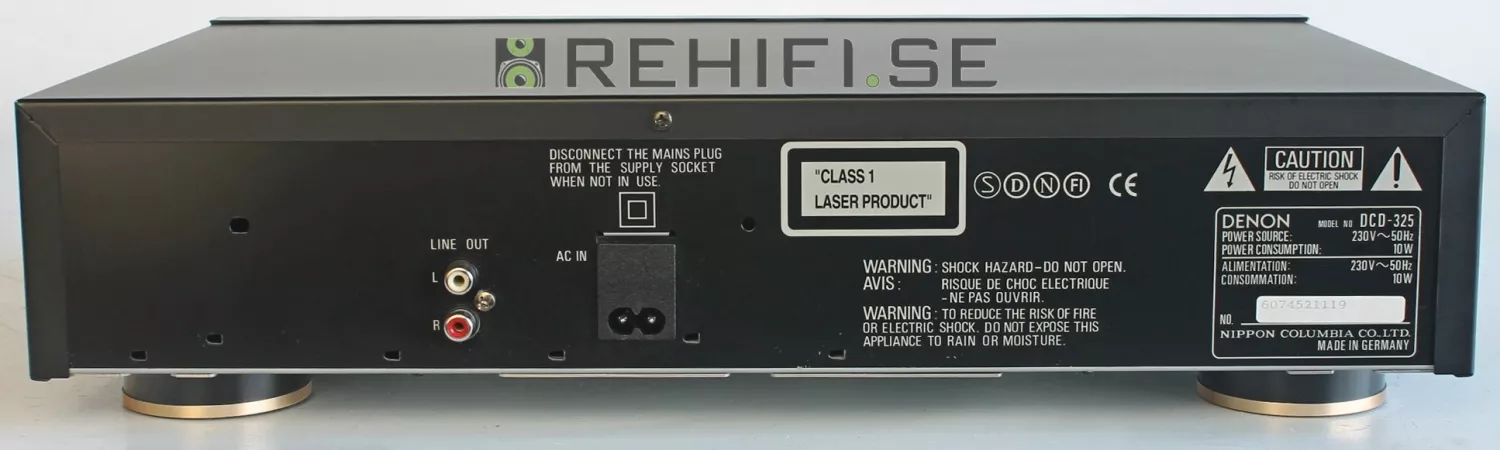 REHIFI.SE
DISCONNECT THE MAINS PLUG
FROM THE SUPPLY SOCKET
WHEN NOT IN USE.
LINE OUT
L
R
AC IN
"CLASS 1
LASER PRODUCT"
S D N FI CE
WARNING : SHOCK HAZARD–DO NOT OPEN.
AVIS : RISQUE DE CHOC ELECTRIQUE
–NE PAS OUVRIR.
WARNING : TO REDUCE THE RISK OF FIRE
OR ELECTRIC SHOCK. DO NOT EXPOSE THIS
APPLIANCE TO RAIN OR MOISTURE.
CAUTION
RISK OF ELECTRIC SHOCK
DO NOT OPEN
DENON MODEL NO DCD-325
POWER SOURCE: 230V～50Hz
POWER CONSUMPTION: 10W
ALIMENTATION: 230V～50Hz
CONSOMMATION: 10W
6074521119
NO.
NIPPON COLUMBIA CO.,LTD.
MADE IN GERMANY